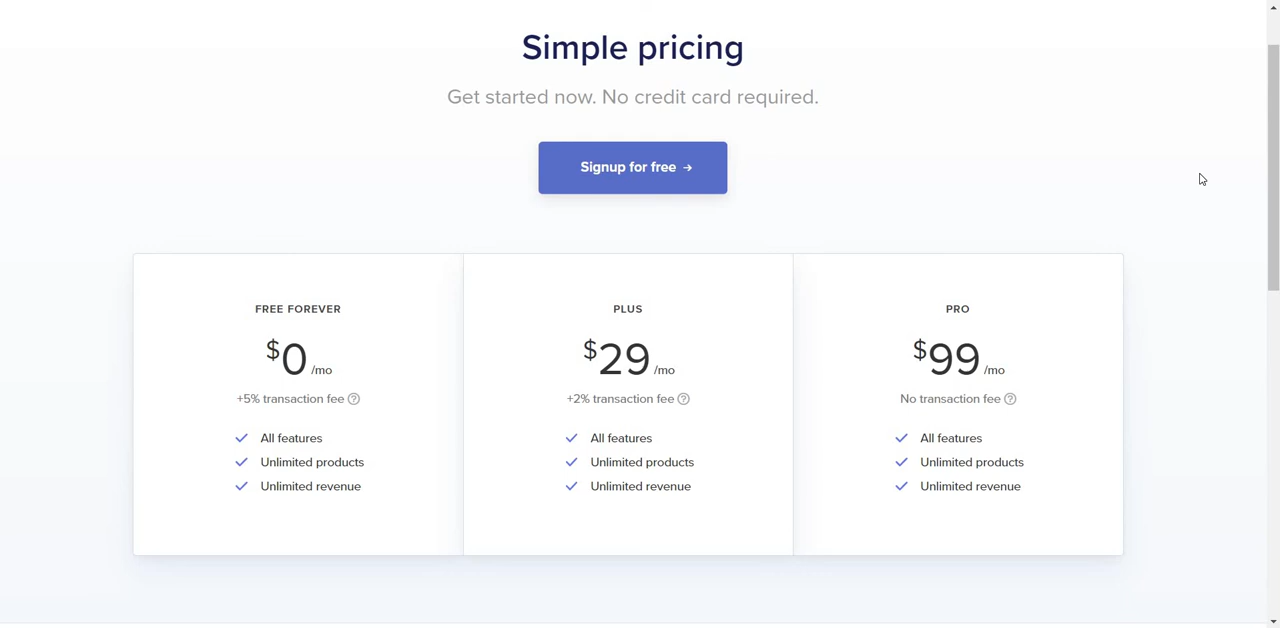 Simple pricing
Get started now. No credit card required.
Signup for free →
FREE FOREVER
$0 /mo
+5% transaction fee ?
All features
Unlimited products
Unlimited revenue
PLUS
$29 /mo
+2% transaction fee ?
All features
Unlimited products
Unlimited revenue
PRO
$99 /mo
No transaction fee ?
All features
Unlimited products
Unlimited revenue